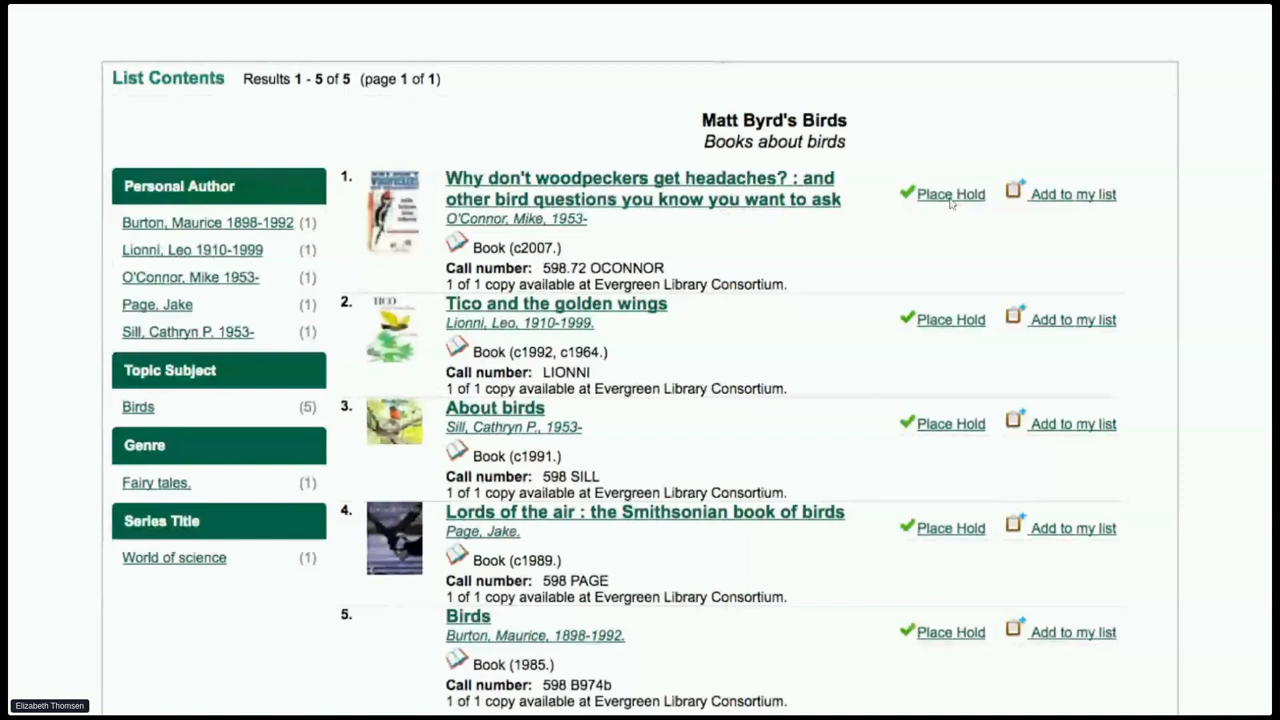 List Contents Results 1 - 5 of 5 (page 1 of 1)
Matt Byrd's Birds
Books about birds
Personal Author
Burton, Maurice 1898-1992 (1)
Lionni, Leo 1910-1999 (1)
O'Connor, Mike 1953- (1)
Page, Jake (1)
Sill, Cathryn P. 1953- (1)
Topic Subject
Birds (5)
Genre
Fairy tales. (1)
Series Title
World of science (1)
1.
Why don't woodpeckers get headaches? : and
other bird questions you know you want to ask
O'Connor, Mike, 1953-
Book (c2007.)
Call number: 598.72 OCONNOR
1 of 1 copy available at Evergreen Library Consortium.
Place Hold Add to my list
2.
TICO
Tico and the golden wings
Lionni, Leo, 1910-1999.
Book (c1992, c1964.)
Call number: LIONNI
1 of 1 copy available at Evergreen Library Consortium.
Place Hold Add to my list
3.
About birds
Sill, Cathryn P., 1953-
Book (c1991.)
Call number: 598 SILL
1 of 1 copy available at Evergreen Library Consortium.
Place Hold Add to my list
4.
Lords of the air : the Smithsonian book of birds
Page, Jake.
Book (c1989.)
Call number: 598 PAGE
1 of 1 copy available at Evergreen Library Consortium.
Place Hold Add to my list
5.
Birds
Burton, Maurice, 1898-1992.
Book (1985.)
Call number: 598 B974b
1 of 1 copy available at Evergreen Library Consortium.
Place Hold Add to my list
Elizabeth Thomsen